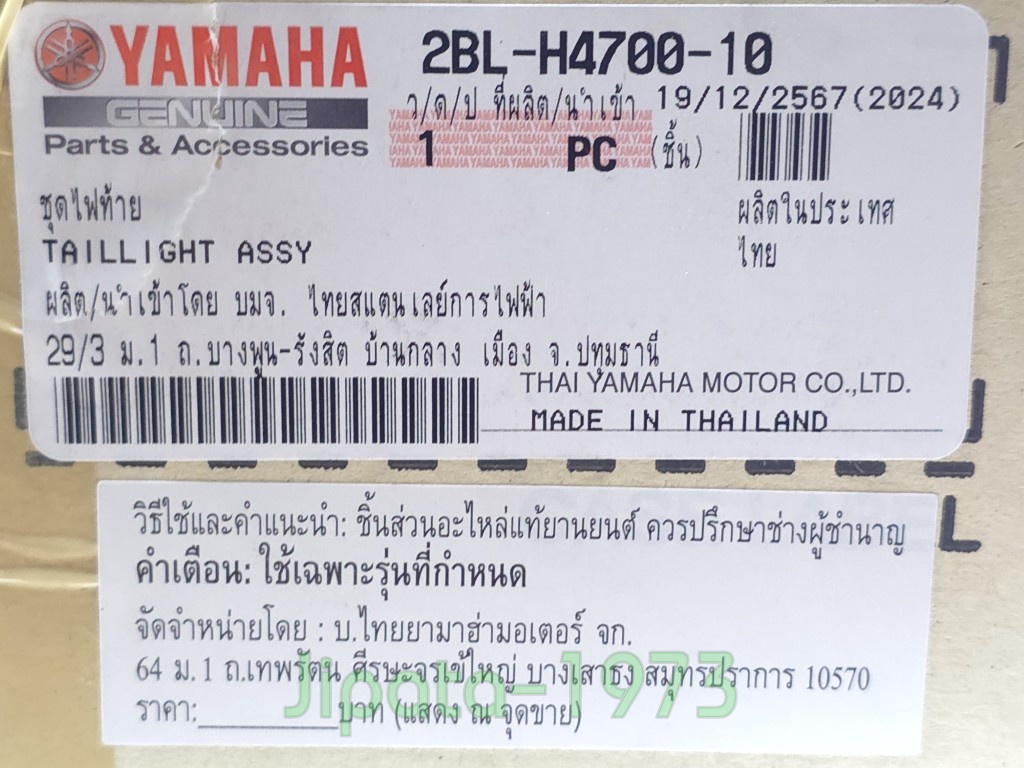 YAMAHA
GENUINE
Parts & Accessories
2BL-H4700-10
ว/ด/ป ที่ผลิต/นำเข้า 19/12/2567(2024)
1 PC (ชิ้น)
ชุดไฟท้าย
TAILLIGHT ASSY
ผลิตในประเทศ
ไทย
ผลิต/นำเข้าโดย บมจ. ไทยสแตนเลย์การไฟฟ้า
29/3 ม.1 ถ.บางพูน-รังสิต บ้านกลาง เมือง จ.ปทุมธานี
THAI YAMAHA MOTOR CO.,LTD.
MADE IN THAILAND
วิธีใช้และคำแนะนำ: ชิ้นส่วนอะไหล่แท้ยานยนต์ ควรปรึกษาช่างผู้ชำนาญ
คำเตือน: ใช้เฉพาะรุ่นที่กำหนด
จัดจำหน่ายโดย : บ.ไทยยามาฮ่ามอเตอร์ จก.
64 ม.1 ถ.เทพรัตน ศีรษะจรเข้ใหญ่ บางเสาธง สมุทรปราการ 10570
ราคา:__________บาท (แสดง ณ จุดขาย)
Jipata-1973